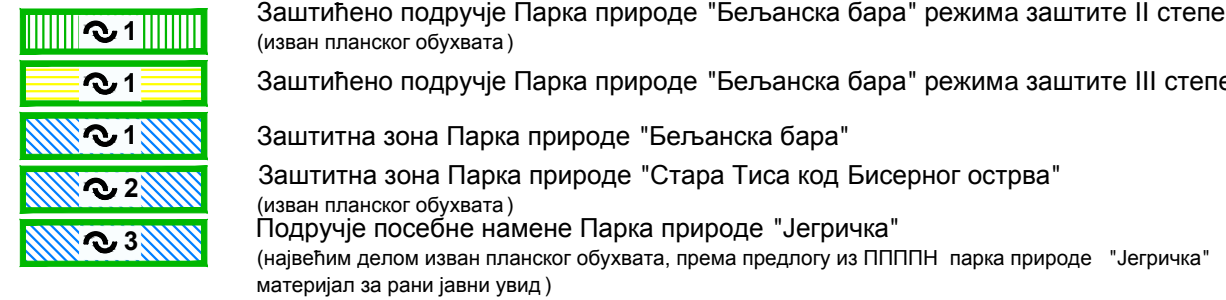 1 Заштићено подручје Парка природе "Бељанска бара" режима заштите II степе
(изван планског обухвата)
1 Заштићено подручје Парка природе "Бељанска бара" режима заштите III степе
1 Заштитна зона Парка природе "Бељанска бара"
2 Заштитна зона Парка природе "Стара Тиса код Бисерног острва"
(изван планског обухвата)
3 Подручје посебне намене Парка природе "Јегричка"
(највећим делом изван планског обухвата, према предлогу из ППППН парка природе "Јегричка"
материјал за рани јавни увид)